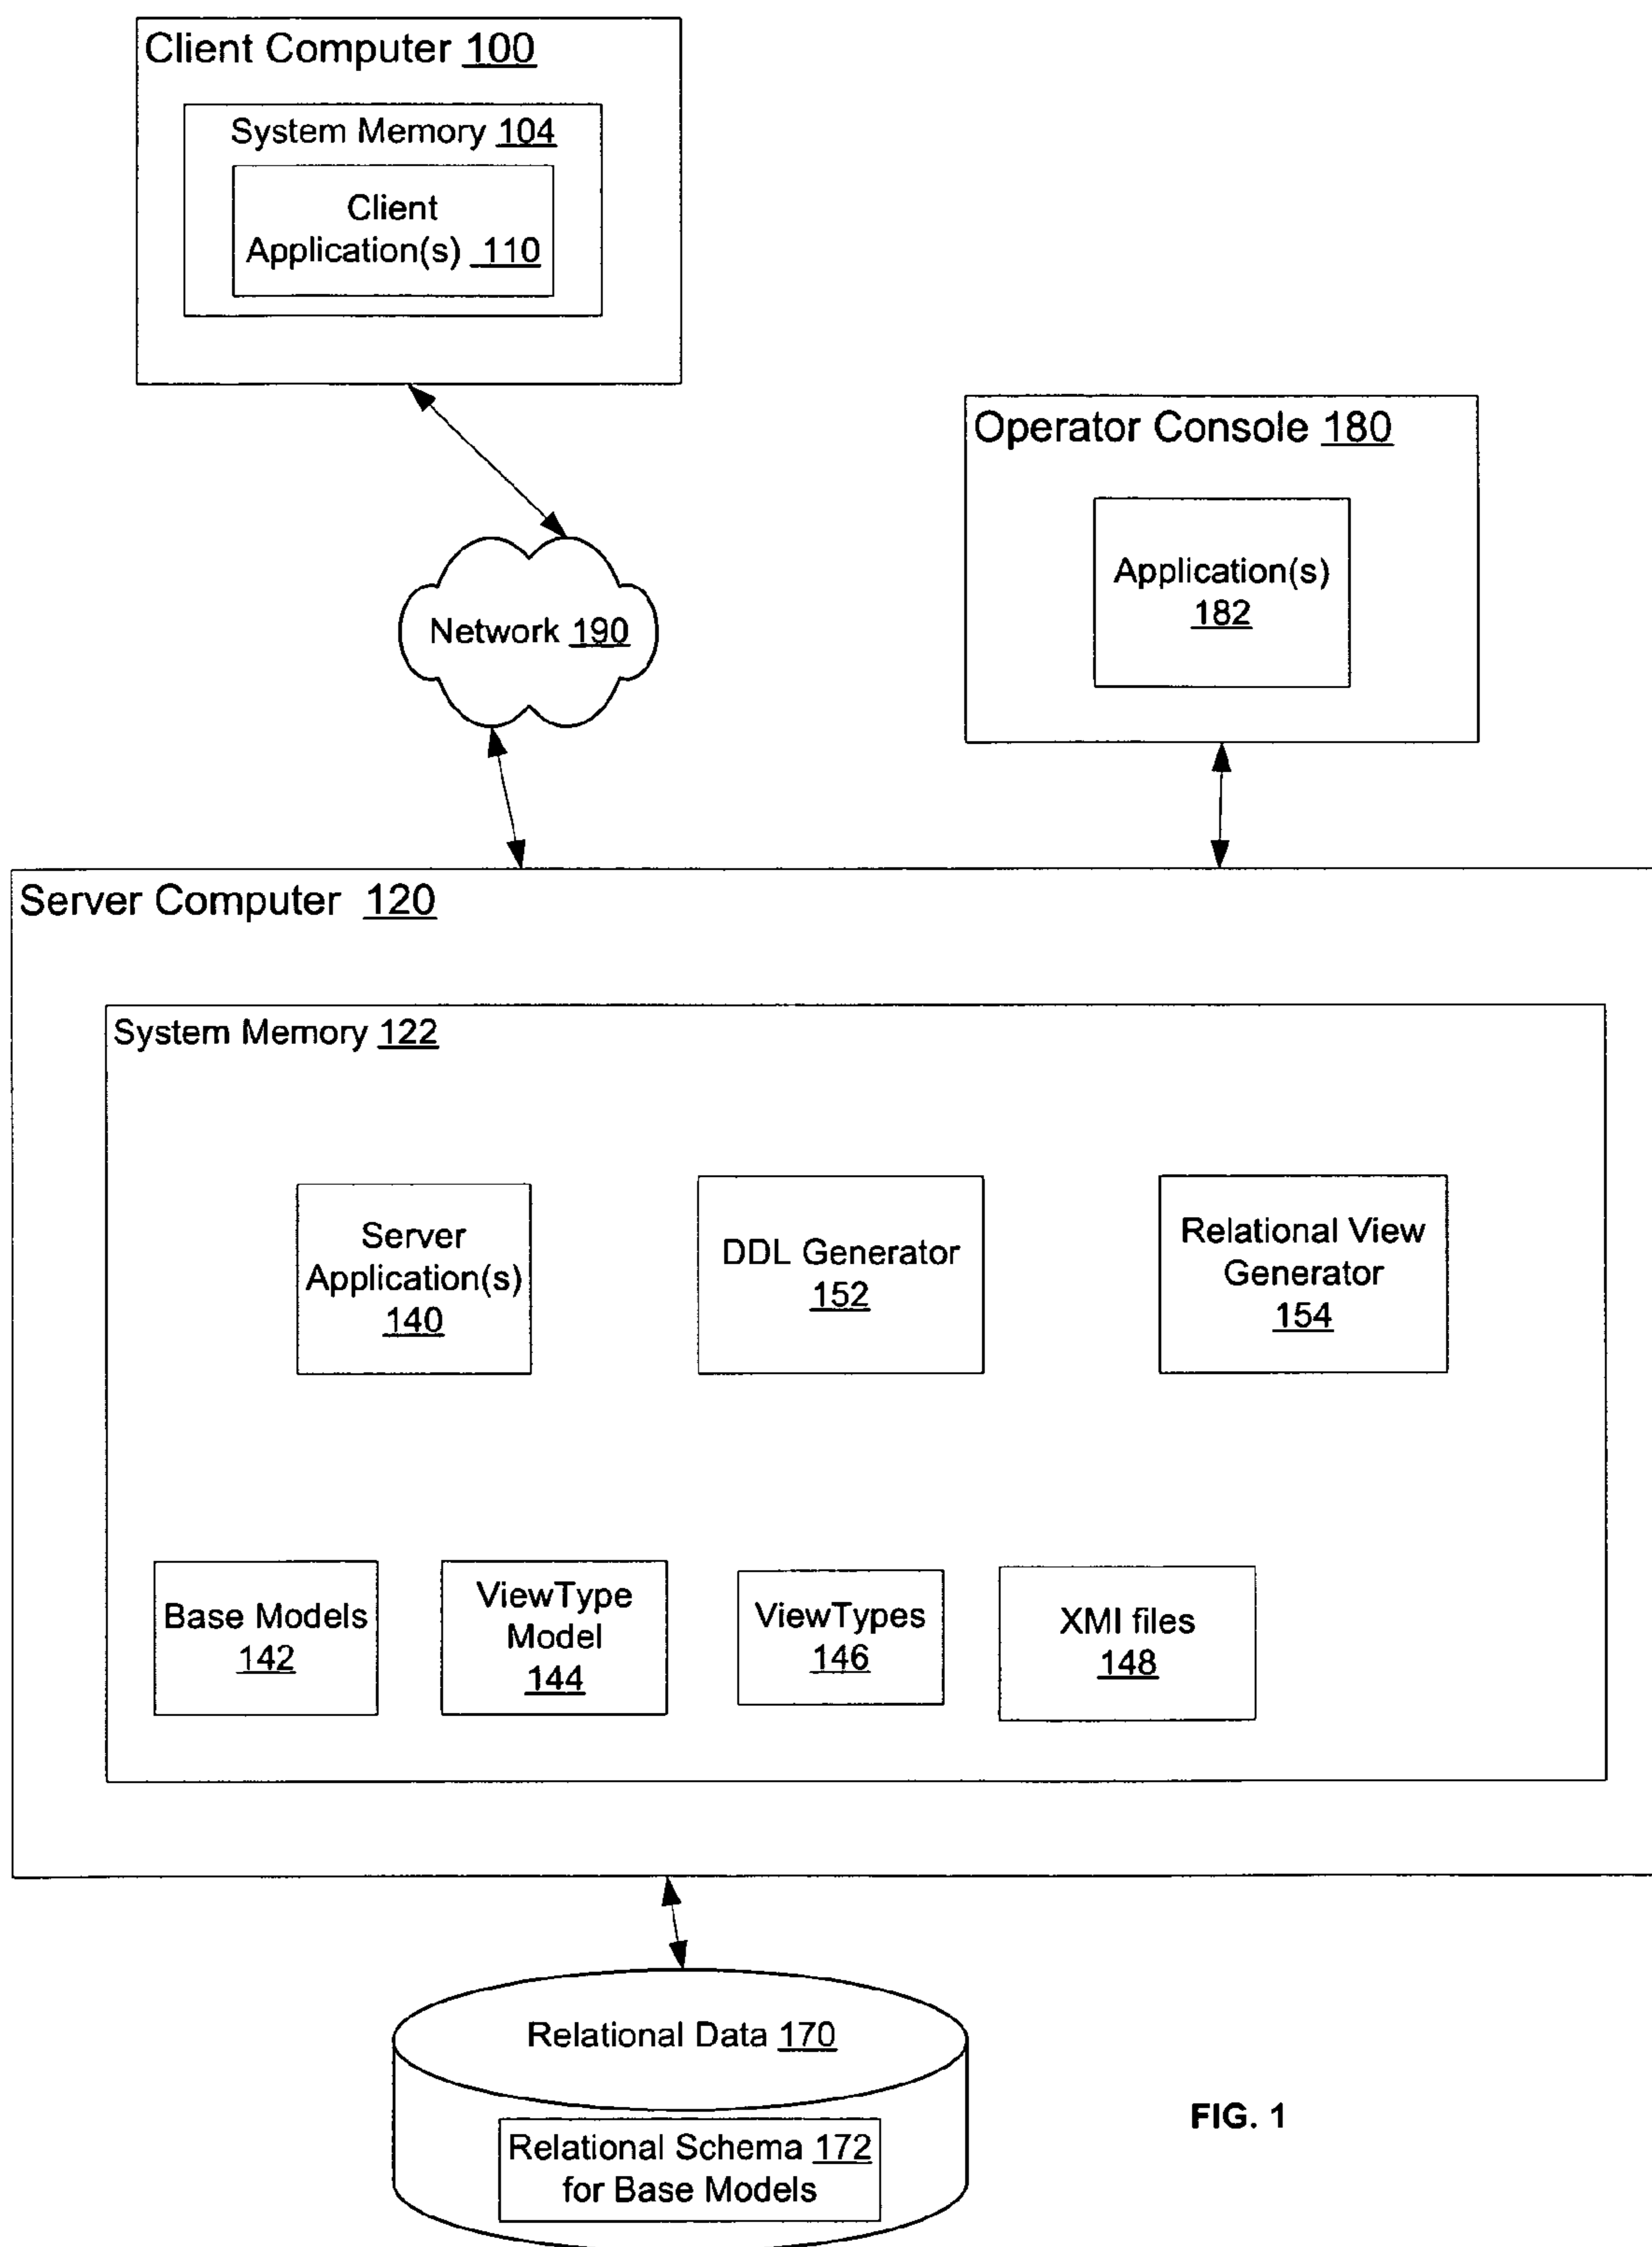 Client Computer 100
System Memory 104
Client
Application(s) 110
Operator Console 180
Application(s)
182
Network 190
Server Computer 120
System Memory 122
Server
Application(s)
140
DDL Generator
152
Relational View
Generator
154
Base Models
142
ViewType
Model
144
ViewTypes
146
XMI files
148
Relational Data 170
Relational Schema 172
for Base Models
FIG. 1